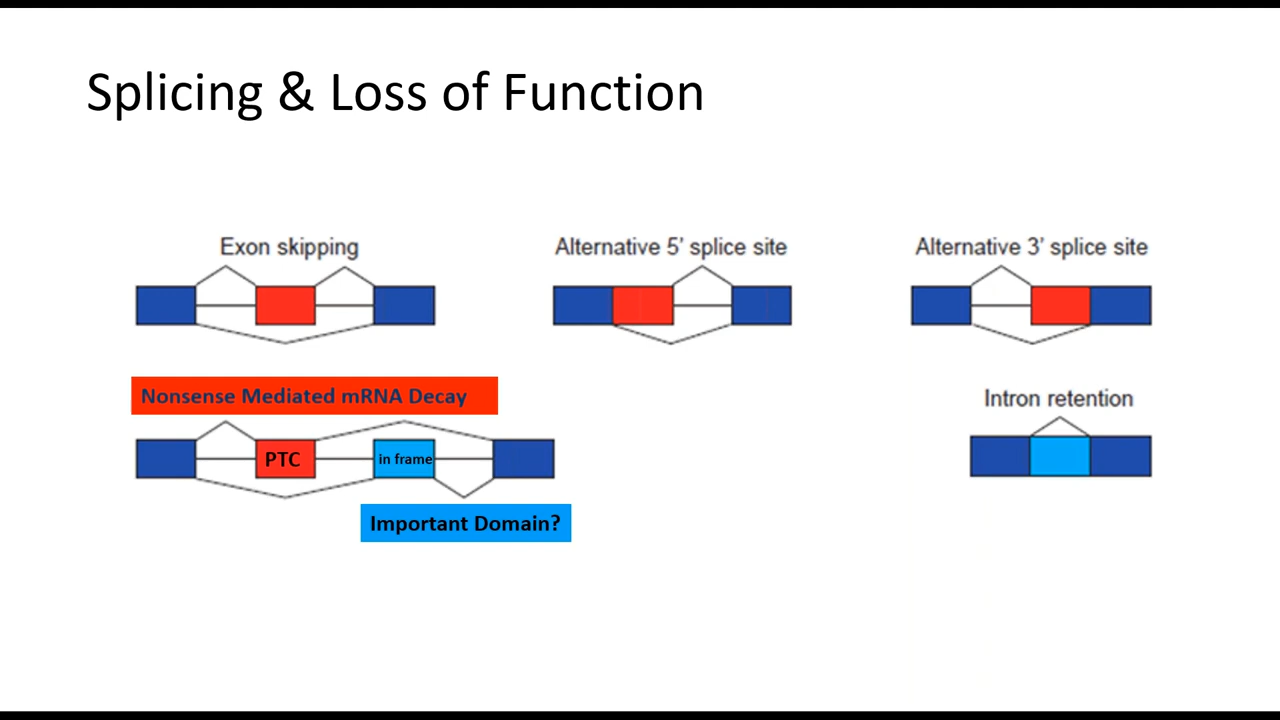 Splicing & Loss of Function
Exon skipping
Alternative 5' splice site
Alternative 3' splice site
Nonsense Mediated mRNA Decay
Intron retention
PTC
in frame
Important Domain?